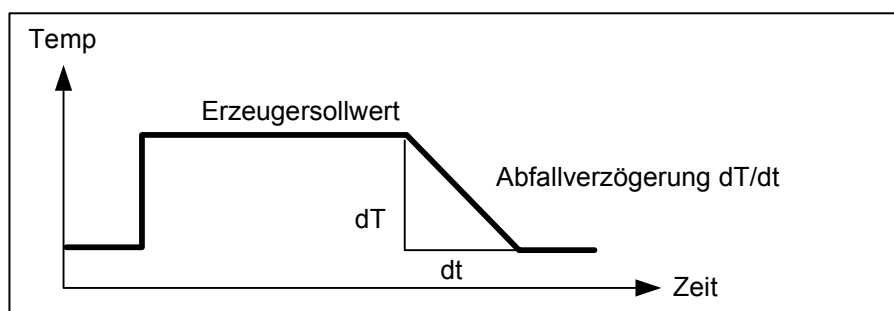 Temp
Erzeugersollwert
Abfallverzögerung dT/dt
dT
dt
Zeit